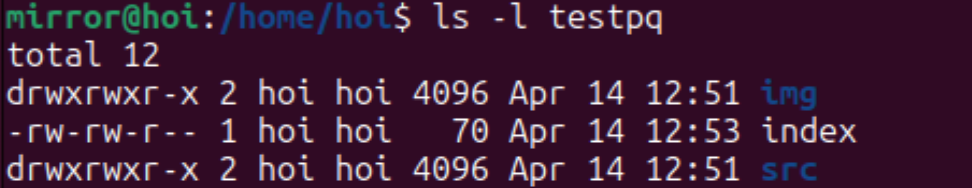 mirror@hoi:/home/hoi$ ls -l testpq
total 12
drwxrwxr-x 2 hoi hoi 4096 Apr 14 12:51 img
-rw-rw-r-- 1 hoi hoi   70 Apr 14 12:53 index
drwxrwxr-x 2 hoi hoi 4096 Apr 14 12:51 src